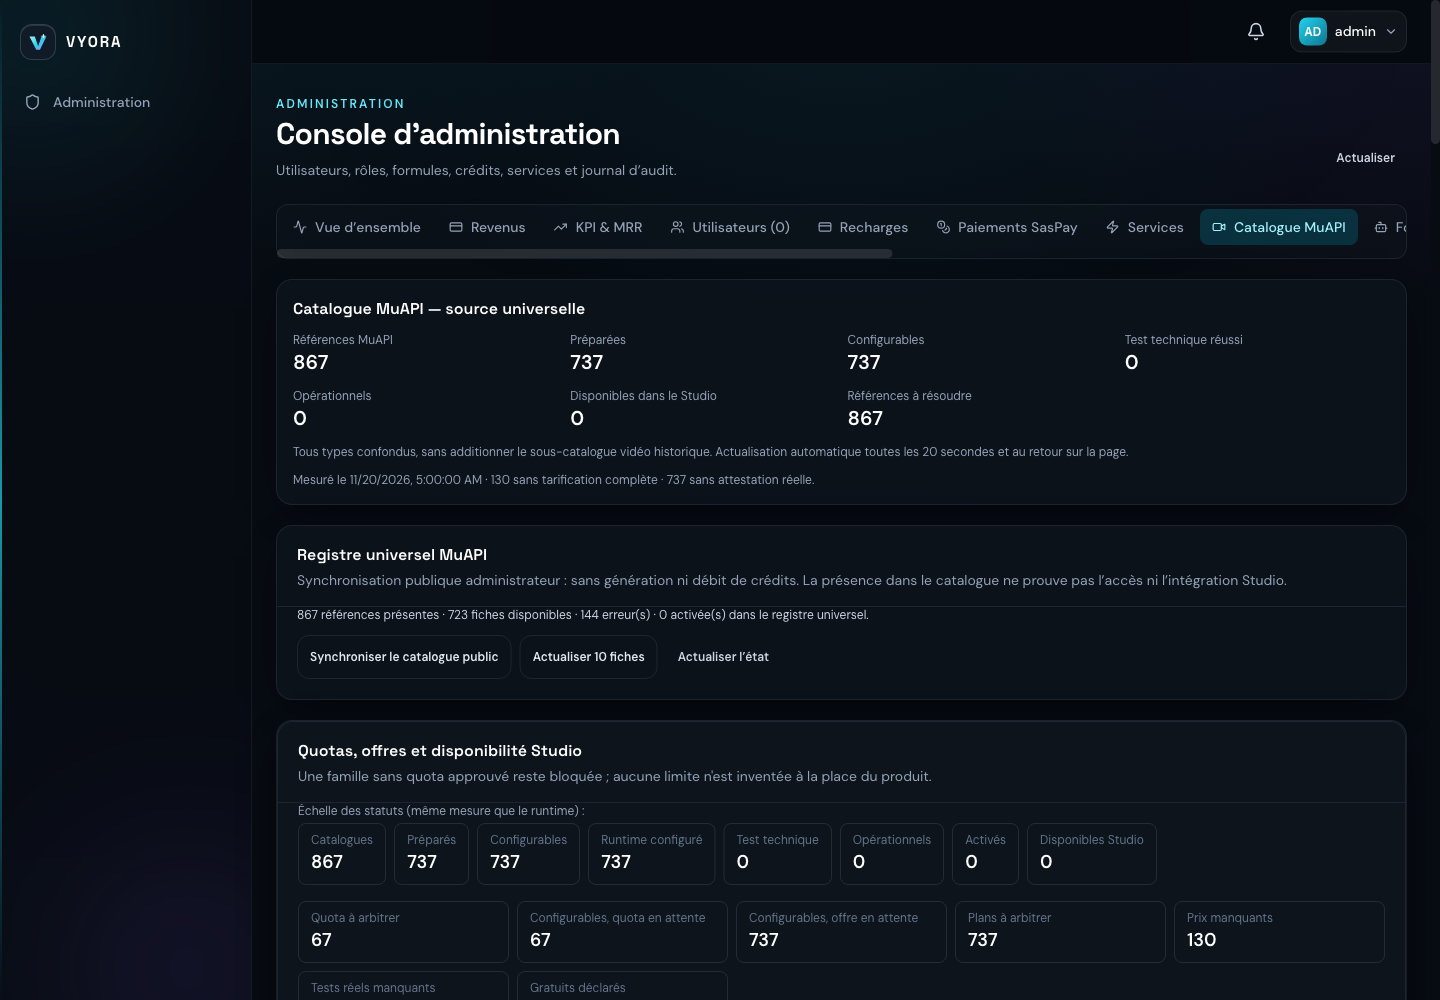 VYORA
AD admin
Administration
ADMINISTRATION
Console d’administration
Utilisateurs, rôles, formules, crédits, services et journal d’audit.
Actualiser
Vue d’ensemble Revenus KPI & MRR Utilisateurs (0) Recharges Paiements SasPay Services Catalogue MuAPI
Catalogue MuAPI — source universelle
Références MuAPI Préparées Configurables Test technique réussi
867 737 737 0
Opérationnels Disponibles dans le Studio Références à résoudre
0 0 867
Tous types confondus, sans additionner le sous-catalogue vidéo historique. Actualisation automatique toutes les 20 secondes et au retour sur la page.
Mesuré le 11/20/2026, 5:00:00 AM · 130 sans tarification complète · 737 sans attestation réelle.
Registre universel MuAPI
Synchronisation publique administrateur : sans génération ni débit de crédits. La présence dans le catalogue ne prouve pas l’accès ni l’intégration Studio.
867 références présentes · 723 fiches disponibles · 144 erreur(s) · 0 activée(s) dans le registre universel.
Synchroniser le catalogue public Actualiser 10 fiches Actualiser l’état
Quotas, offres et disponibilité Studio
Une famille sans quota approuvé reste bloquée ; aucune limite n'est inventée à la place du produit.
Échelle des statuts (même mesure que le runtime) :
Catalogues Préparés Configurables Runtime configuré Test technique Opérationnels Activés Disponibles Studio
867 737 737 737 0 0 0 0
Quota à arbitrer Configurables, quota en attente Configurables, offre en attente Plans à arbitrer Prix manquants
67 67 737 737 130
Tests réels manquants Gratuits déclarés